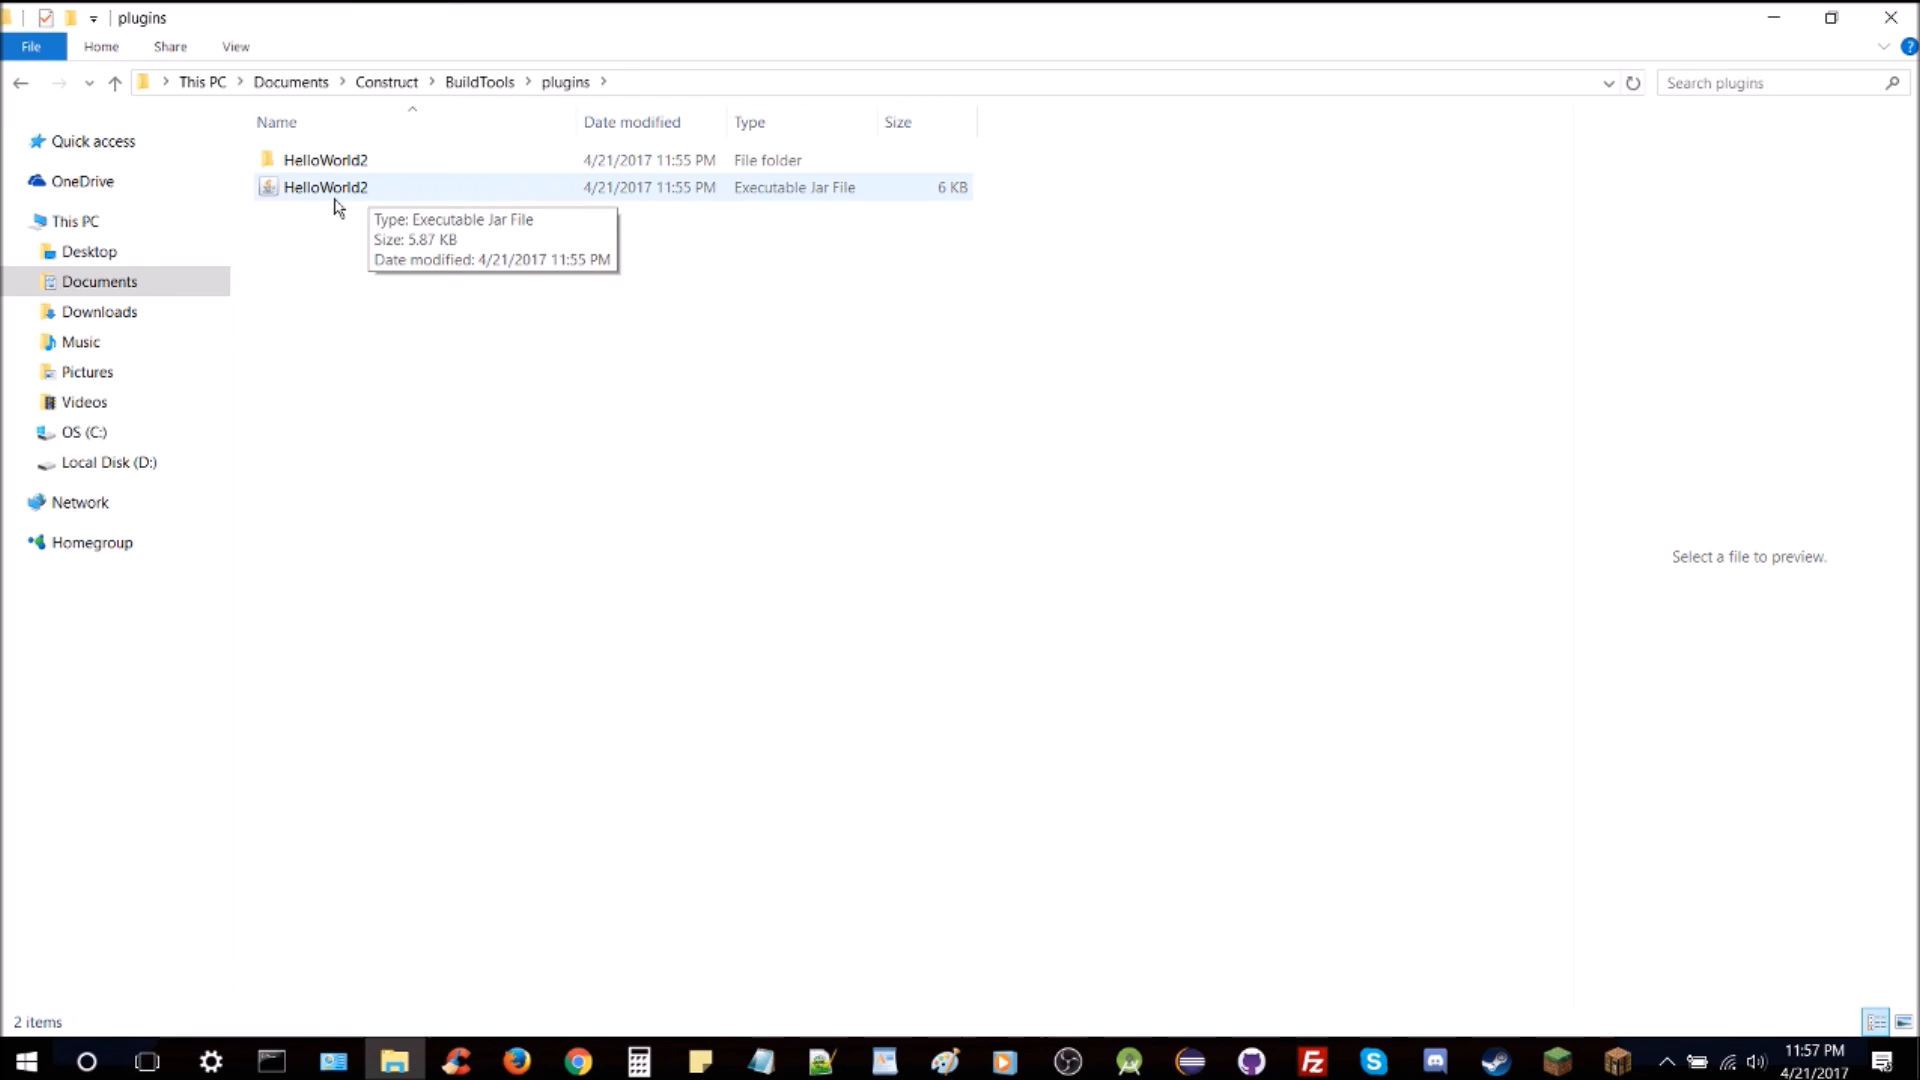 plugins
File Home Share View
This PC Documents Construct BuildTools plugins
Search plugins
Name Date modified Type Size
HelloWorld2 4/21/2017 11:55 PM File folder
HelloWorld2 4/21/2017 11:55 PM Executable Jar File 6 KB
Type: Executable Jar File
Size: 5.87 KB
Date modified: 4/21/2017 11:55 PM
Quick access
OneDrive
This PC
Desktop
Documents
Downloads
Music
Pictures
Videos
OS (C:)
Local Disk (D:)
Network
Homegroup
Select a file to preview.
2 items
11:57 PM
4/21/2017